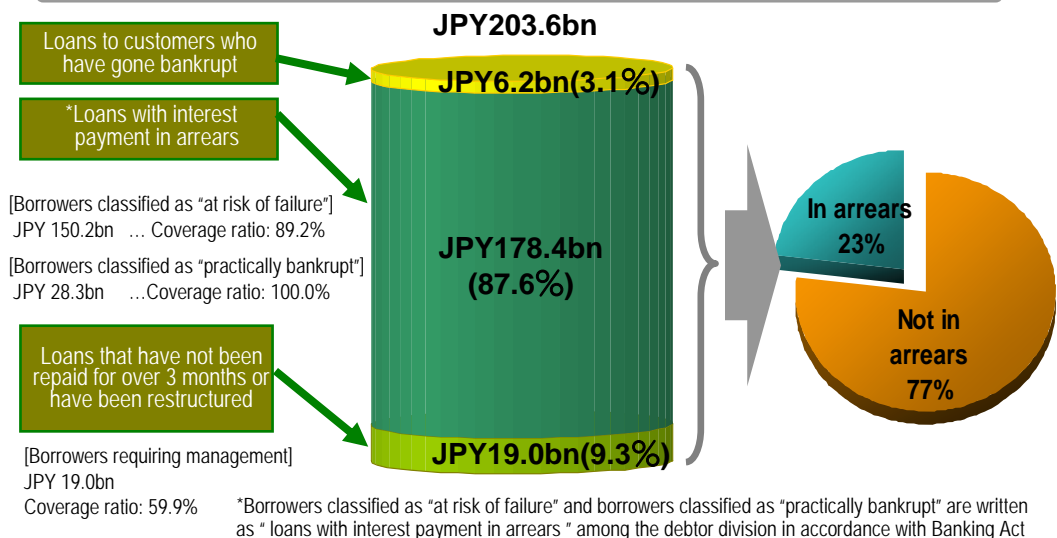 JPY203.6bn
Loans to customers who
have gone bankrupt
JPY6.2bn(3.1%)
*Loans with interest
payment in arrears
[Borrowers classified as “at risk of failure”]
JPY 150.2bn … Coverage ratio: 89.2%
[Borrowers classified as “practically bankrupt”]
JPY 28.3bn …Coverage ratio: 100.0%
JPY178.4bn
(87.6%)
Loans that have not been
repaid for over 3 months or
have been restructured
JPY19.0bn(9.3%)
[Borrowers requiring management]
JPY 19.0bn
Coverage ratio: 59.9%
In arrears
23%
Not in
arrears
77%
*Borrowers classified as “at risk of failure” and borrowers classified as “practically bankrupt” are written
as “ loans with interest payment in arrears ” among the debtor division in accordance with Banking Act